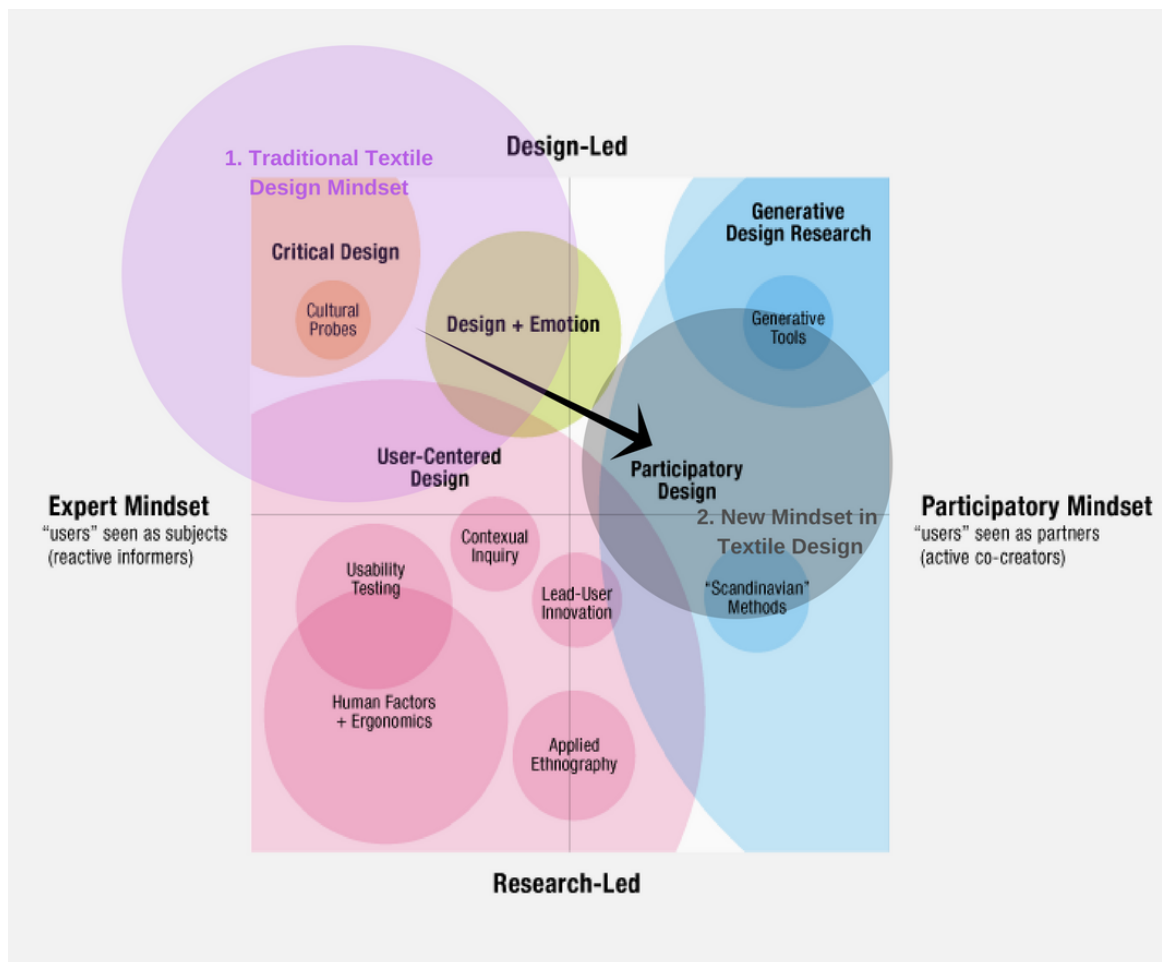 Design-Led
1. Traditional Textile
Design Mindset
Generative
Design Research
Critical Design
Cultural
Probes
Design + Emotion
Generative
Tools
User-Centered
Design
Participatory
Design
Expert Mindset
“users” seen as subjects
(reactive informers)
Participatory Mindset
“users” seen as partners
(active co-creators)
2. New Mindset in
Textile Design
Contexual
Inquiry
Usability
Testing
Lead-User
Innovation
“Scandinavian”
Methods
Human Factors
+ Ergonomics
Applied
Ethnography
Research-Led